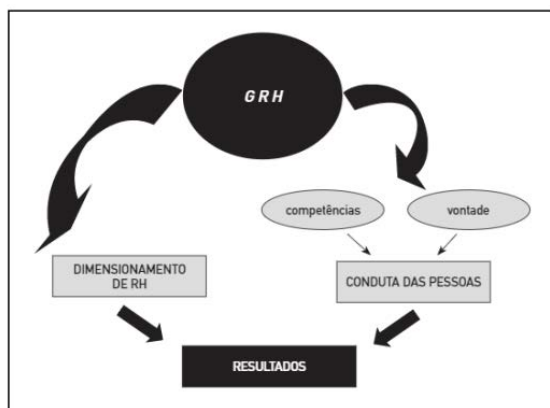 GRH
competências
vontade
DIMENSIONAMENTO
DE RH
CONDUTA DAS PESSOAS
RESULTADOS